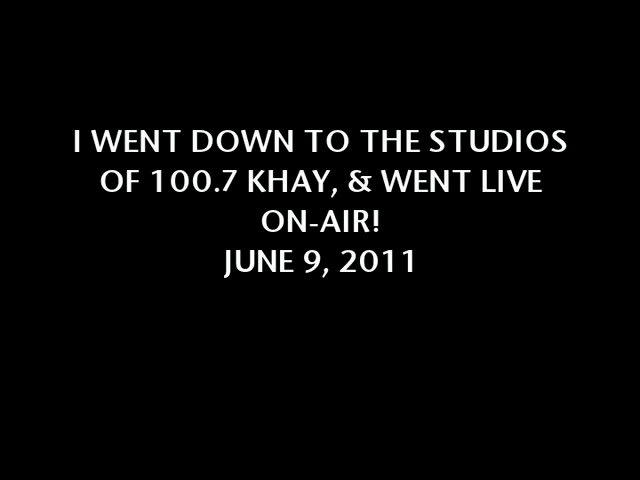 I WENT DOWN TO THE STUDIOS
OF 100.7 KHAY, & WENT LIVE
ON-AIR!
JUNE 9, 2011